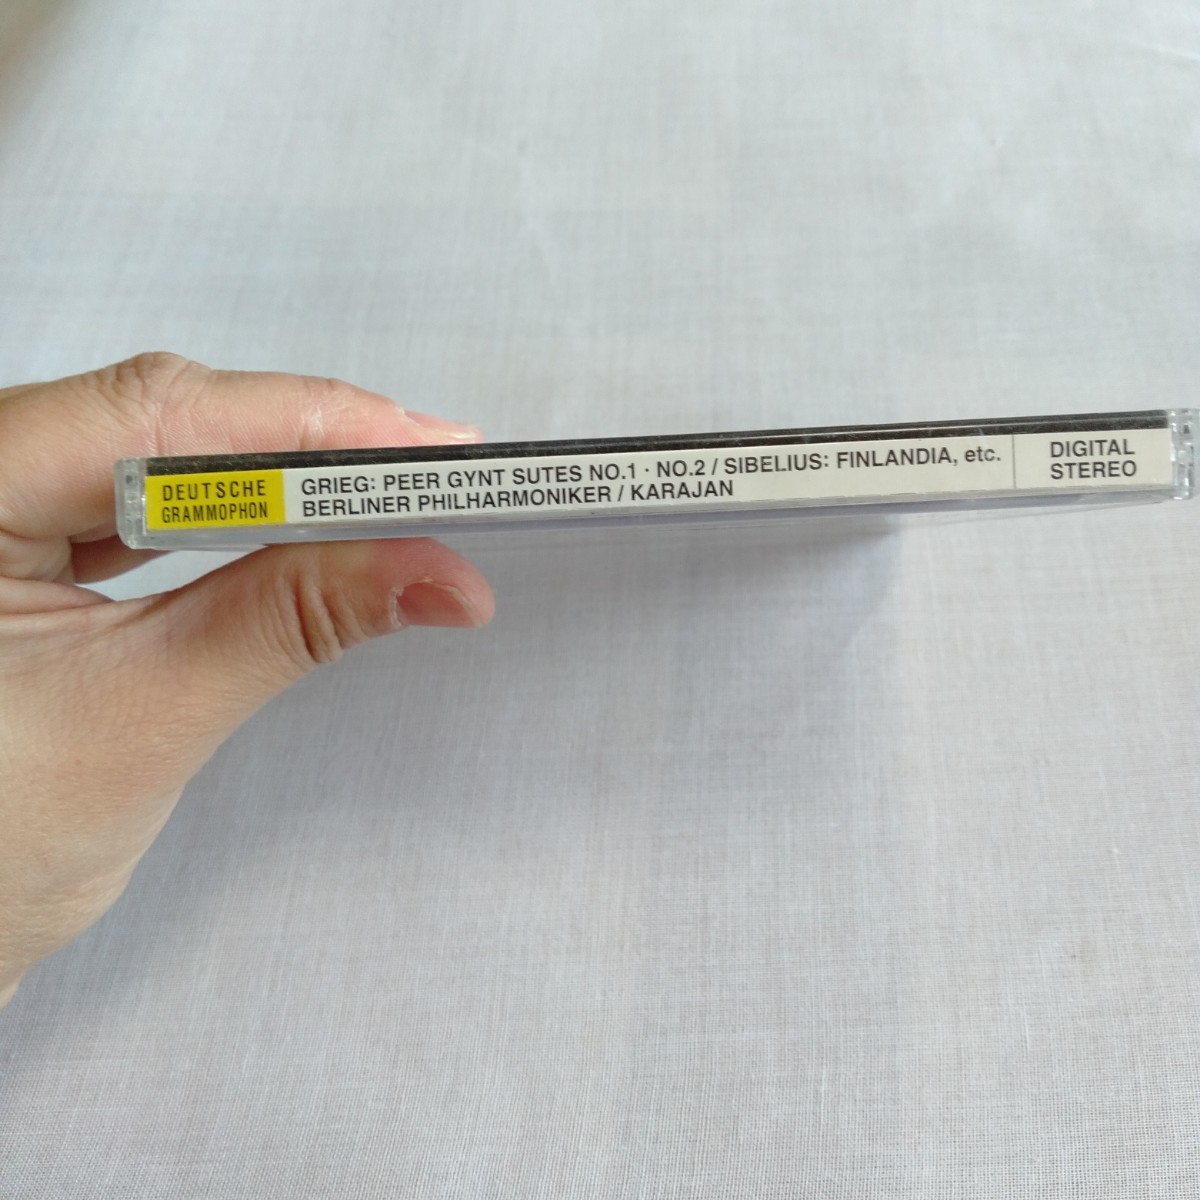 DEUTSCHE
GRAMMOPHON
GRIEG: PEER GYNT SUTES NO.1 · NO.2 / SIBELIUS: FINLANDIA, etc.
BERLINER PHILHARMONIKER / KARAJAN
DIGITAL
STEREO